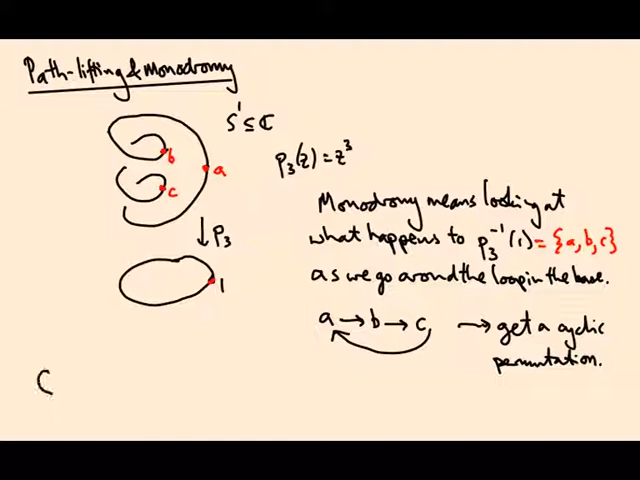 Path-lifting & Monodromy
S¹ ⊆ ℂ
p₃(z) = z³
b
a
c
↓ p₃
1
Monodromy means looking at
what happens to p₃⁻¹(1) = {a, b, c}
as we go around the loop in the base.
a → b → c
⟶ get a cyclic
permutation.
C